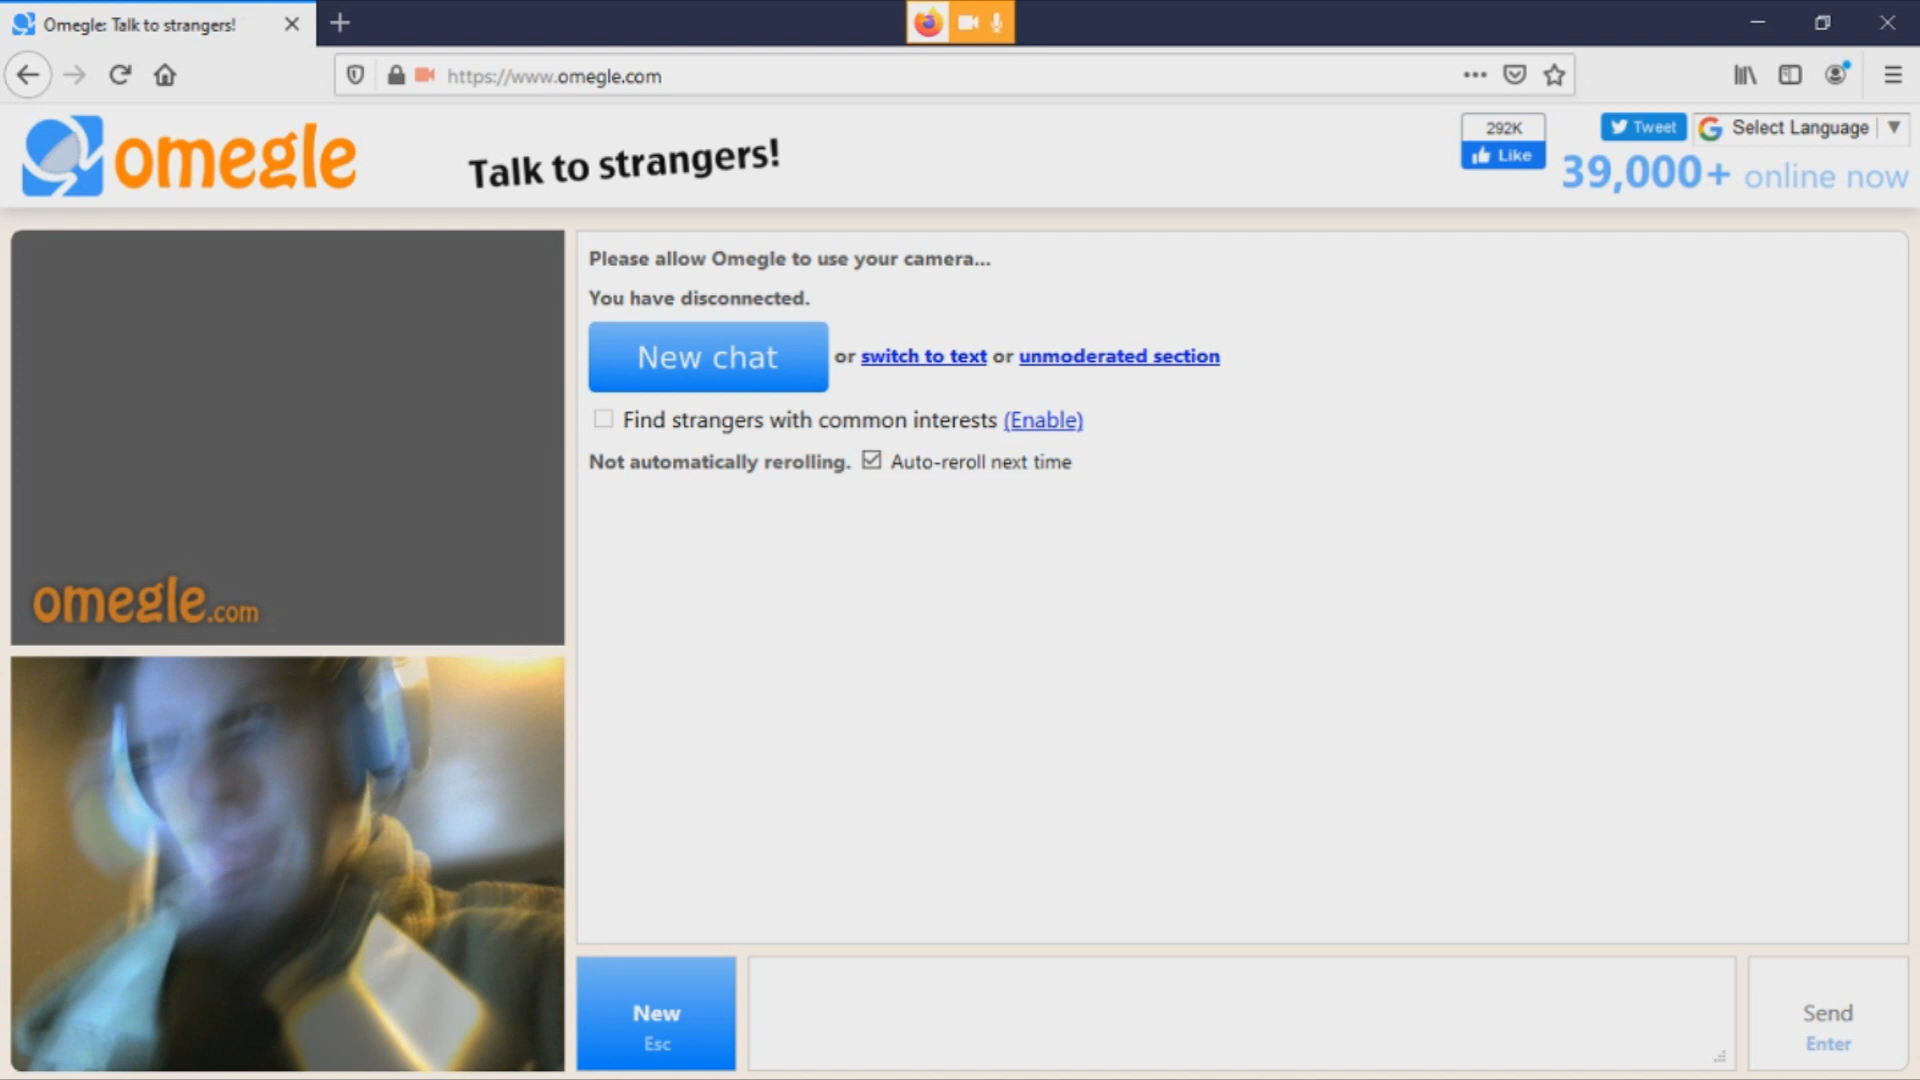 Omegle: Talk to strangers!
https://www.omegle.com
omegle
Talk to strangers!
292K
Like
Tweet
Select Language
39,000+ online now
Please allow Omegle to use your camera...
You have disconnected.
New chat or switch to text or unmoderated section
Find strangers with common interests (Enable)
Not automatically rerolling. Auto-reroll next time
omegle.com
New
Esc
Send
Enter